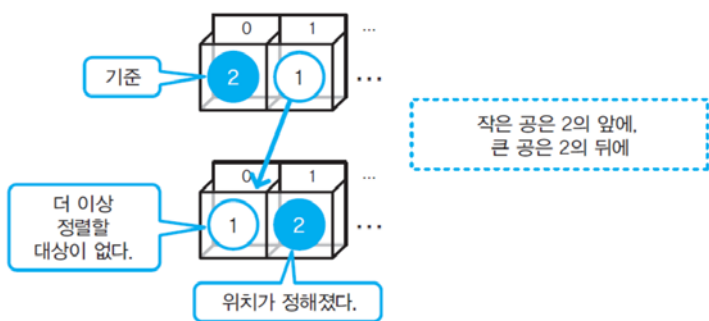 0 1 ...
기준
2 1 ...
작은 공은 2의 앞에,
큰 공은 2의 뒤에
0 1 ...
더 이상
정렬할
대상이 없다.
1 2 ...
위치가 정해졌다.